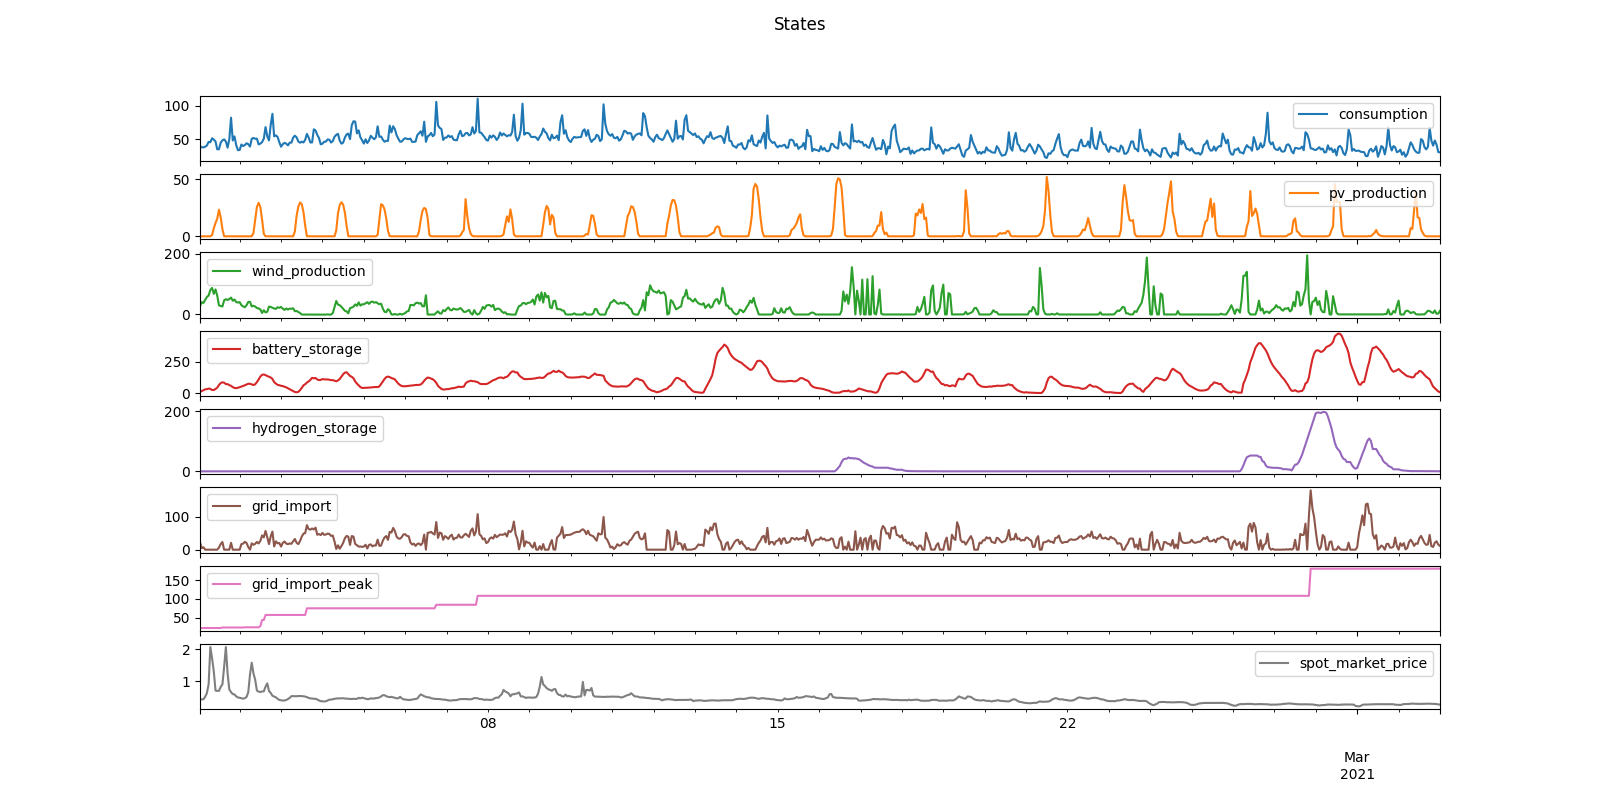 States
100
50
consumption
50
0
pv_production
200
0
wind_production
250
0
battery_storage
200
0
hydrogen_storage
100
0
grid_import
150
100
50
grid_import_peak
2
1
spot_market_price
08 15 22
Mar
2021